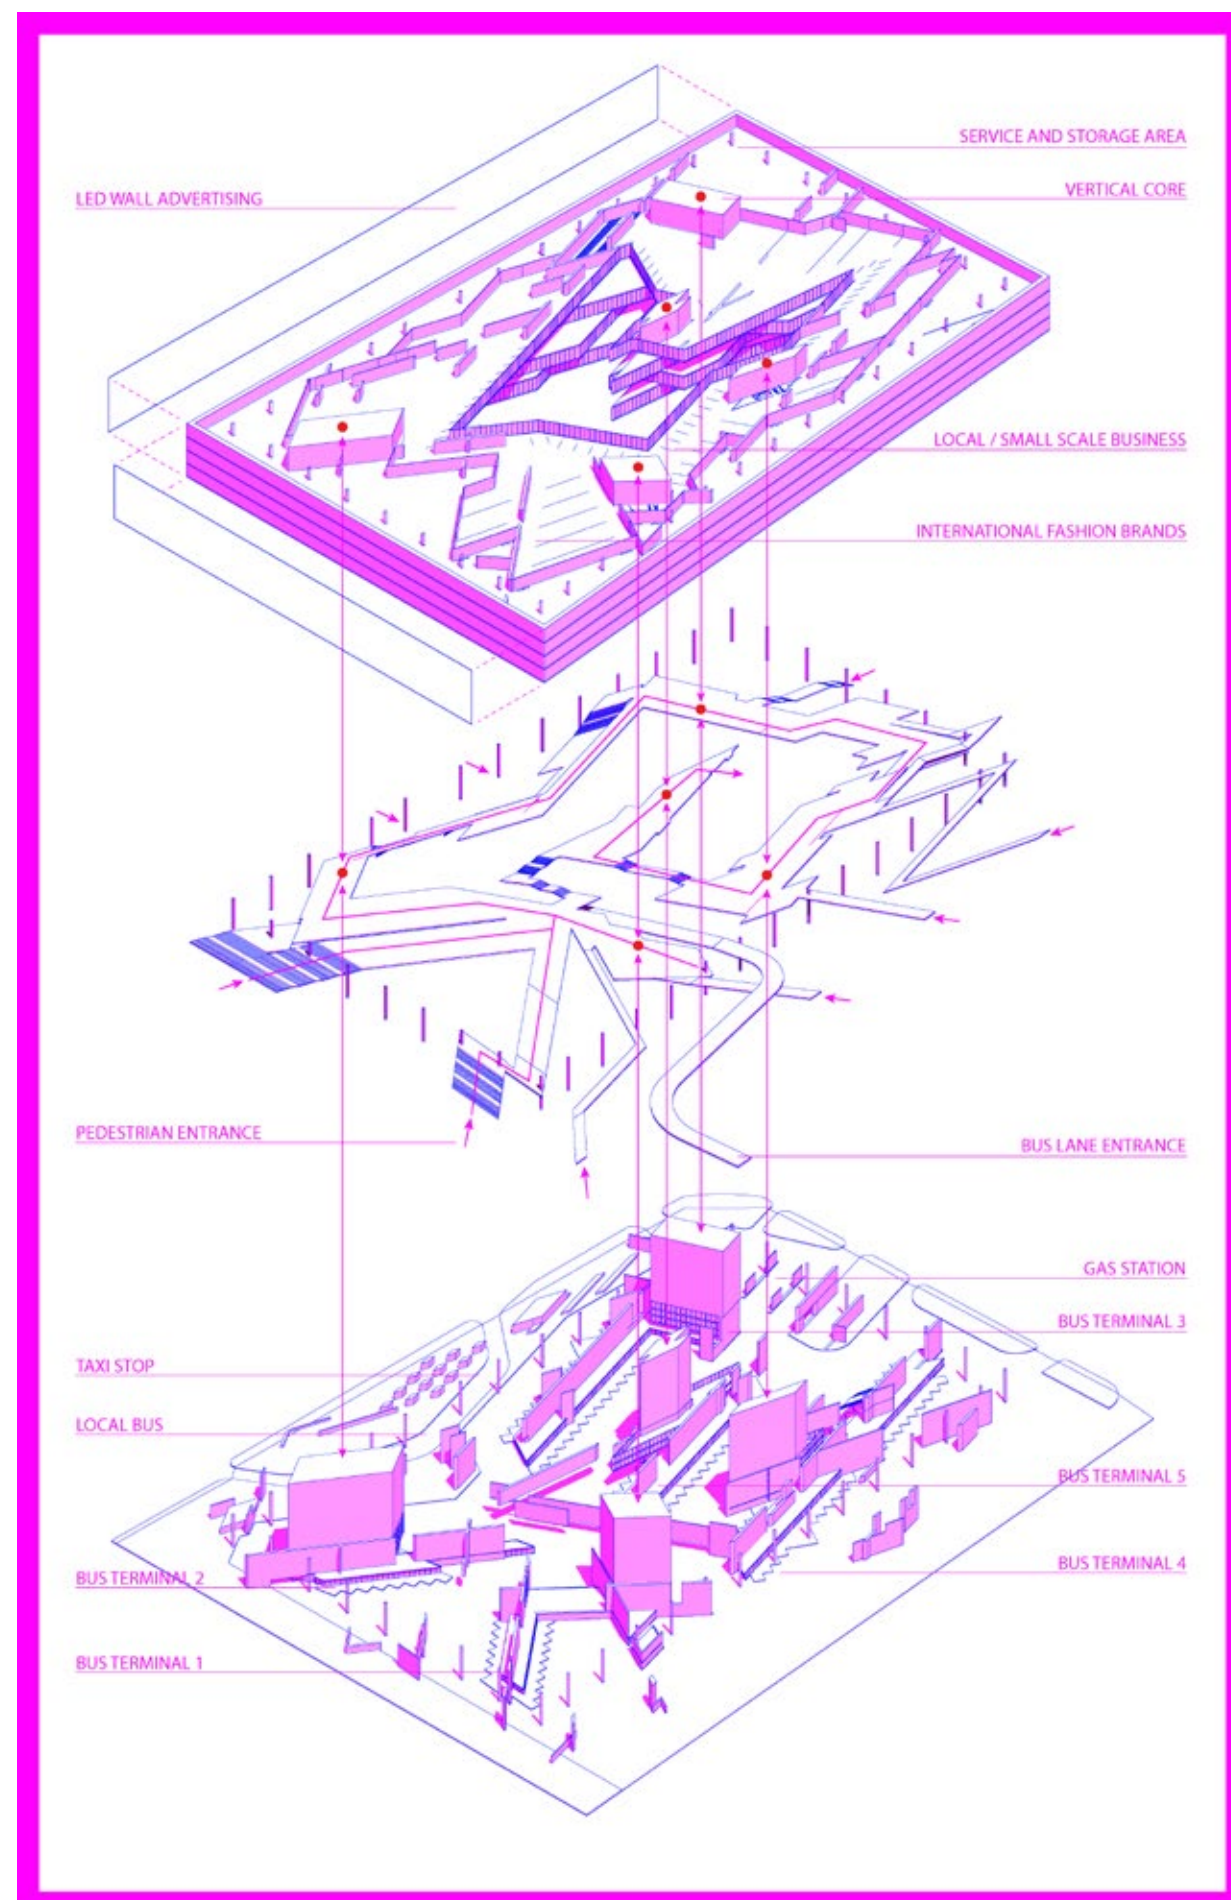 SERVICE AND STORAGE AREA
VERTICAL CORE
LED WALL ADVERTISING
LOCAL / SMALL SCALE BUSINESS
INTERNATIONAL FASHION BRANDS
PEDESTRIAN ENTRANCE
BUS LANE ENTRANCE
GAS STATION
BUS TERMINAL 3
TAXI STOP
LOCAL BUS
BUS TERMINAL 5
BUS TERMINAL 4
BUS TERMINAL 2
BUS TERMINAL 1